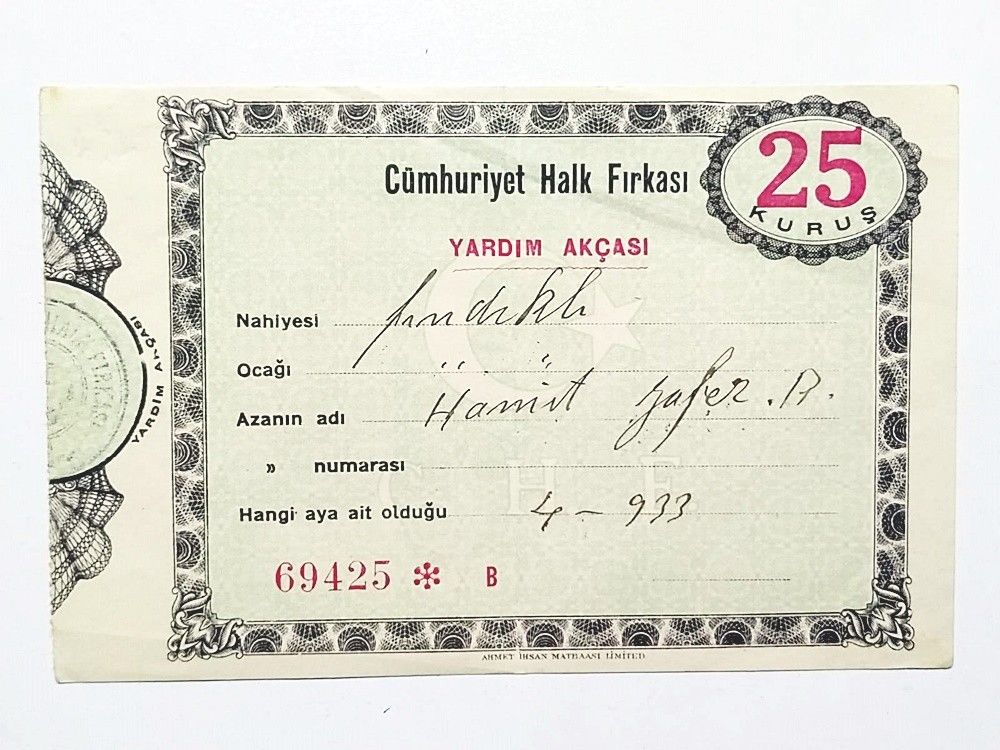 Cümhuriyet Halk Fırkası
25
KURUŞ
YARDIM AKÇASI
Nahiyesi fındıklı
Ocağı " "
Azanın adı Hamit Zafer . A.
" numarası
Hangi aya ait olduğu 4 - 933
69425 * B
CHF
YARDIM AKÇASI
AHMET İHSAN MATBAASI LİMİTED